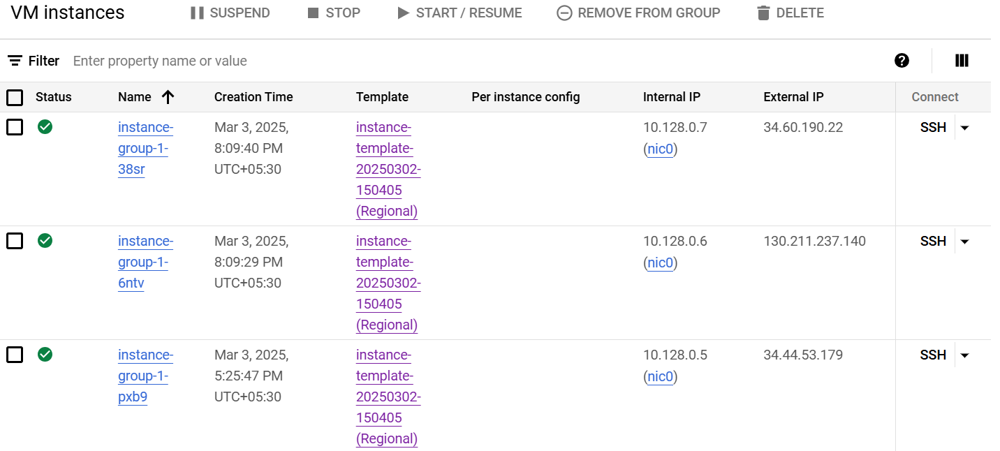 VM instances SUSPEND STOP START / RESUME REMOVE FROM GROUP DELETE
Filter Enter property name or value
Status Name Creation Time Template Per instance config Internal IP External IP Connect
instance- Mar 3, 2025, instance- 10.128.0.7 34.60.190.22 SSH
group-1- 8:09:40 PM template- (nic0)
38sr UTC+05:30 20250302-
150405
(Regional)
instance- Mar 3, 2025, instance- 10.128.0.6 130.211.237.140 SSH
group-1- 8:09:29 PM template- (nic0)
6ntv UTC+05:30 20250302-
150405
(Regional)
instance- Mar 3, 2025, instance- 10.128.0.5 34.44.53.179 SSH
group-1- 5:25:47 PM template- (nic0)
pxb9 UTC+05:30 20250302-
150405
(Regional)